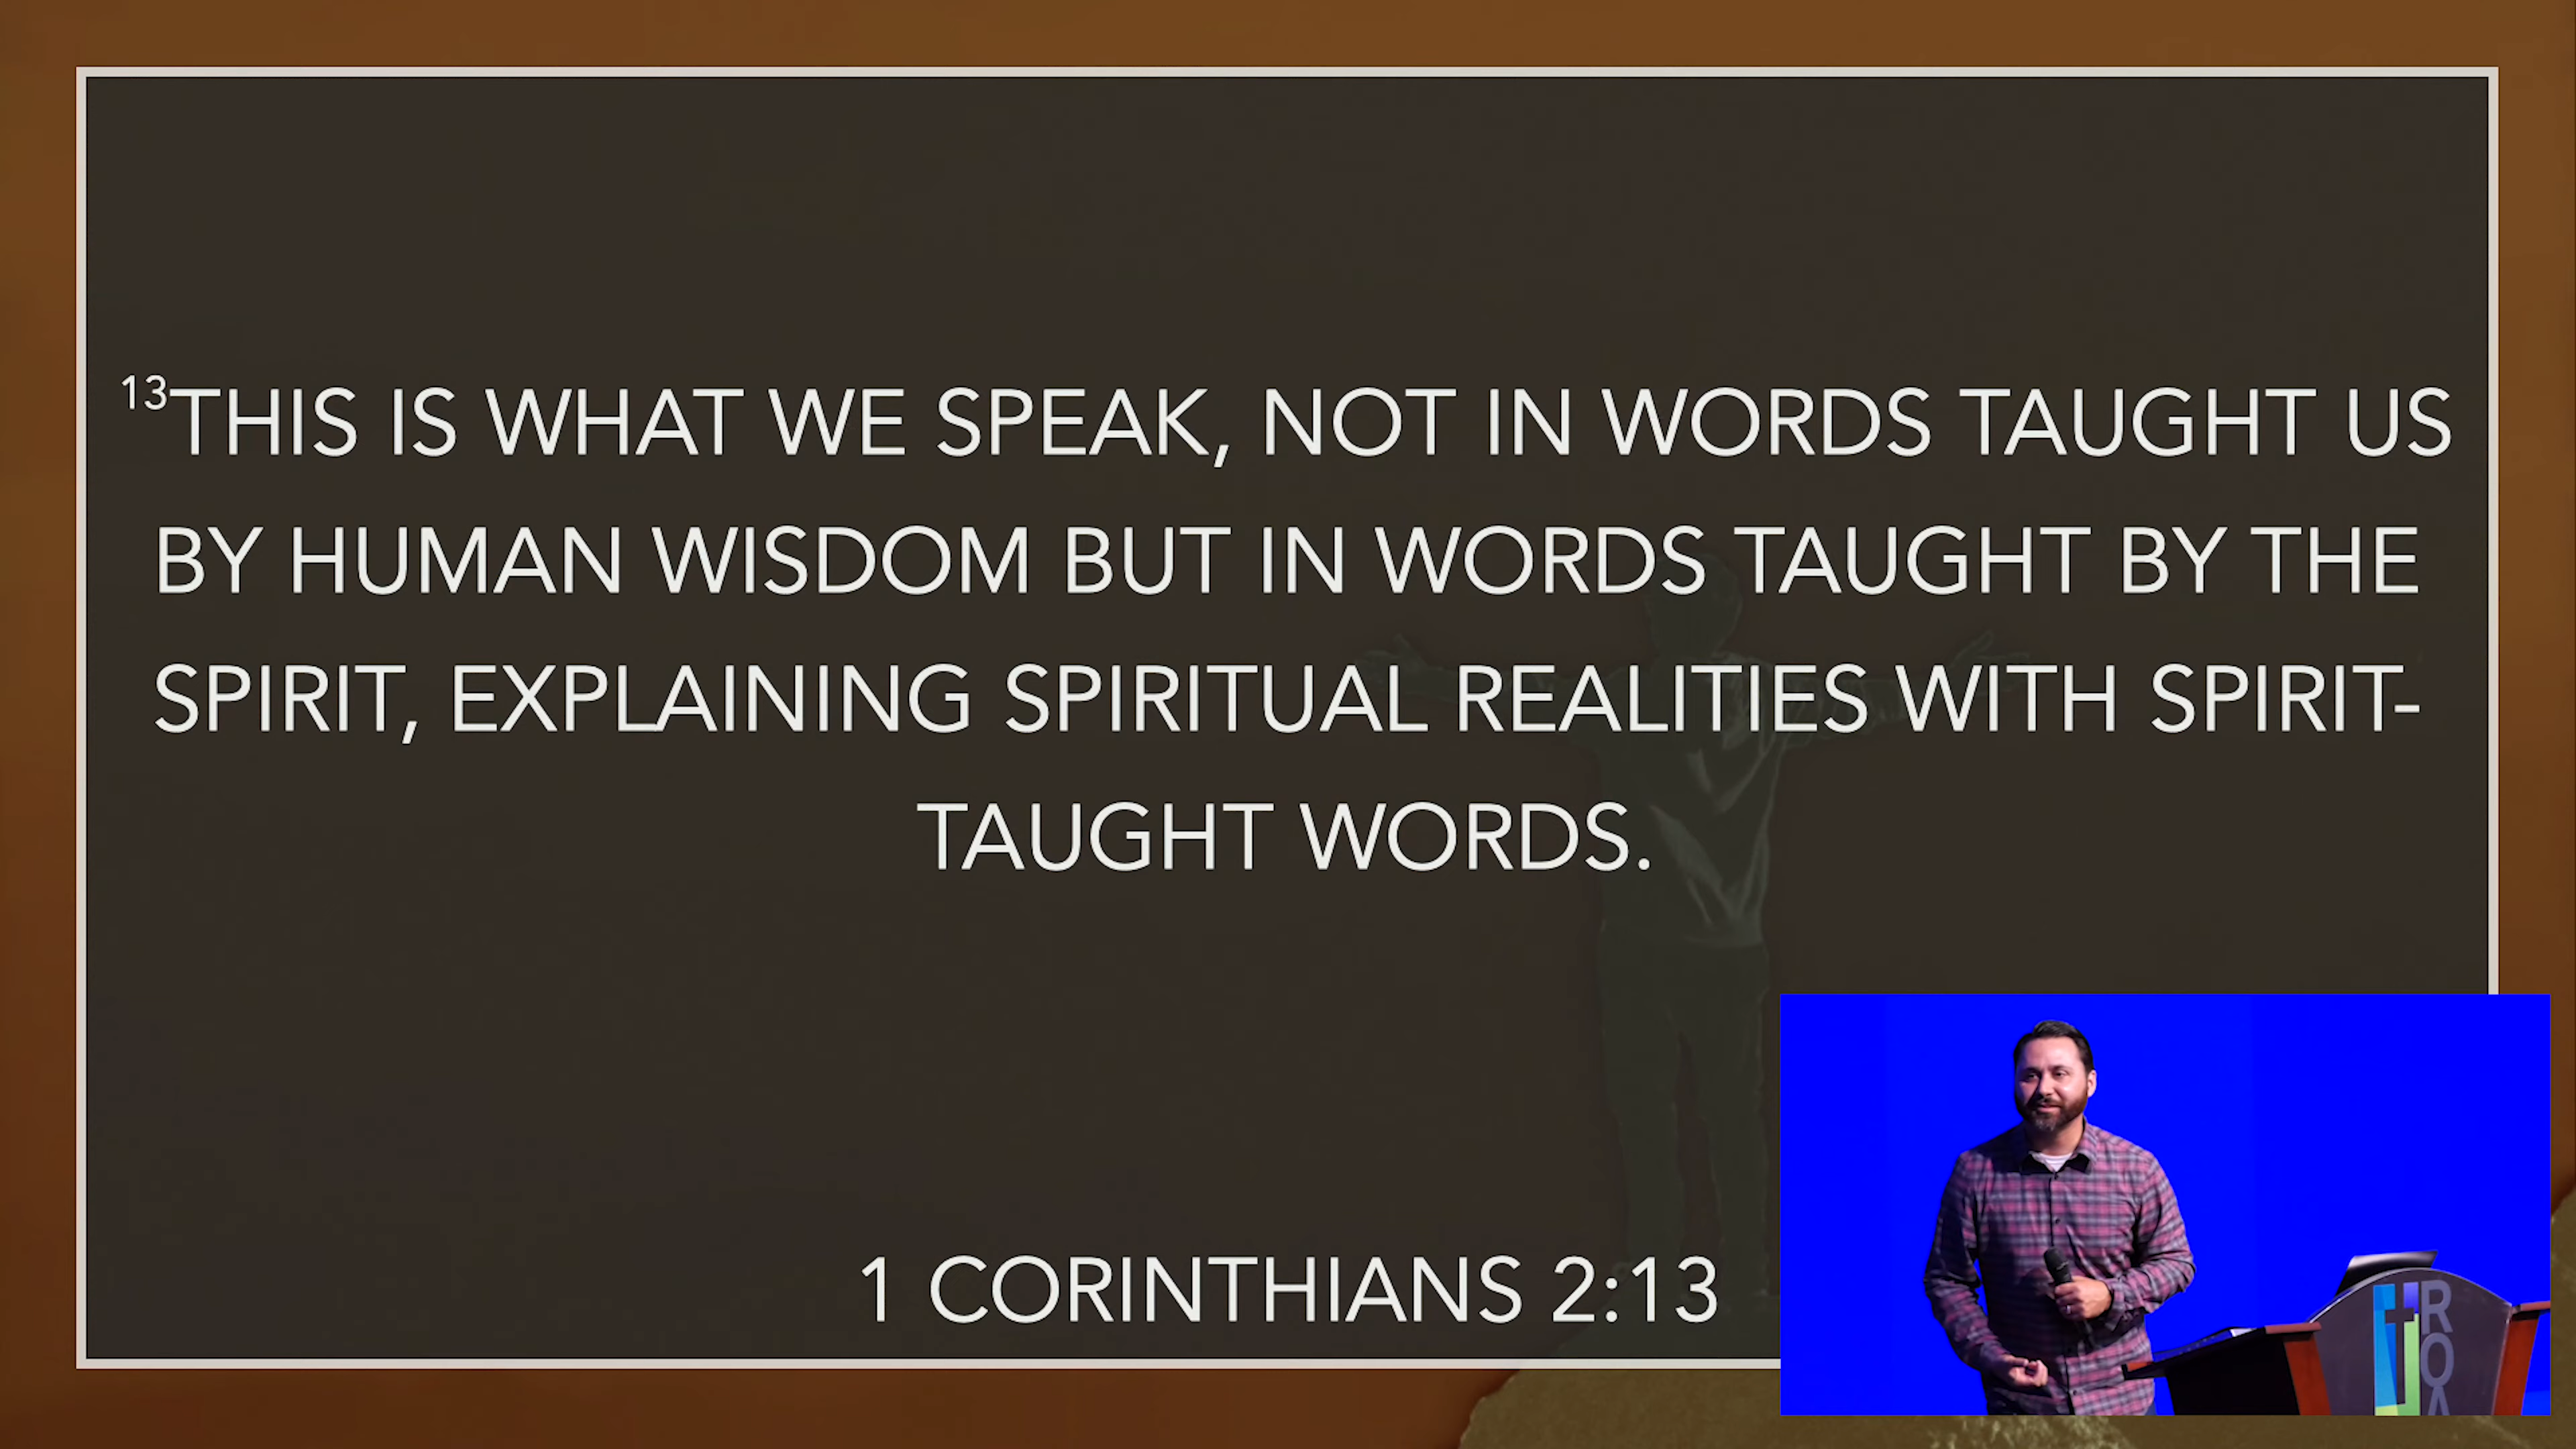 13THIS IS WHAT WE SPEAK, NOT IN WORDS TAUGHT US
BY HUMAN WISDOM BUT IN WORDS TAUGHT BY THE
SPIRIT, EXPLAINING SPIRITUAL REALITIES WITH SPIRIT-
TAUGHT WORDS.
1 CORINTHIANS 2:13
ROA